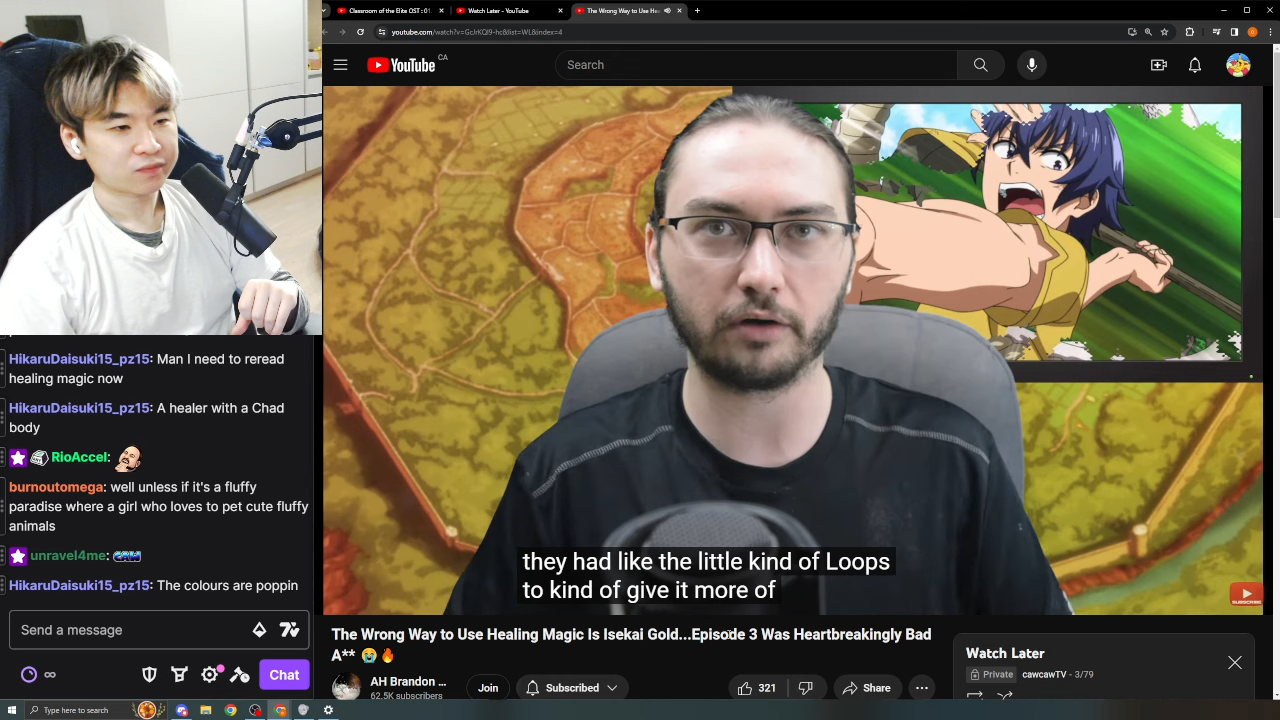 Classroom of the Elite OST : 01.
Watch Later - YouTube
The Wrong Way to Use Hea
youtube.com/watch?v=GcJrKQl9-hc&list=WL&index=4
YouTube CA
Search
HikaruDaisuki15_pz15: Man I need to reread
healing magic now
HikaruDaisuki15_pz15: A healer with a Chad
body
RioAccel:
burnoutomega: well unless if it's a fluffy
paradise where a girl who loves to pet cute fluffy
animals
unravel4me:
HikaruDaisuki15_pz15: The colours are poppin
Send a message
Chat
they had like the little kind of Loops
to kind of give it more of
SUBSCRIBE
The Wrong Way to Use Healing Magic Is Isekai Gold...Episode 3 Was Heartbreakingly Bad
A** 😭🔥
AH Brandon ...
62.5K subscribers
Join
Subscribed
321
Share
Watch Later
Private cawcawTV - 3/79
Type here to search